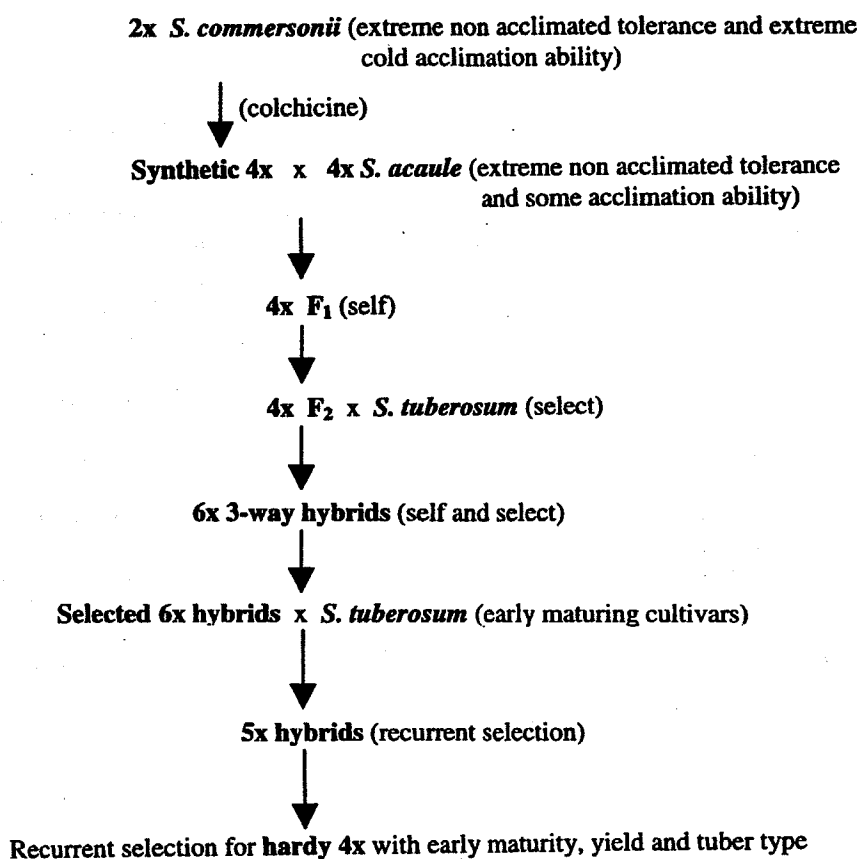 2x S. commersonii (extreme non acclimated tolerance and extreme
cold acclimation ability)
(colchicine)
Synthetic 4x x 4x S. acaule (extreme non acclimated tolerance
and some acclimation ability)
4x F₁ (self)
4x F₂ x S. tuberosum (select)
6x 3-way hybrids (self and select)
Selected 6x hybrids x S. tuberosum (early maturing cultivars)
5x hybrids (recurrent selection)
Recurrent selection for hardy 4x with early maturity, yield and tuber type